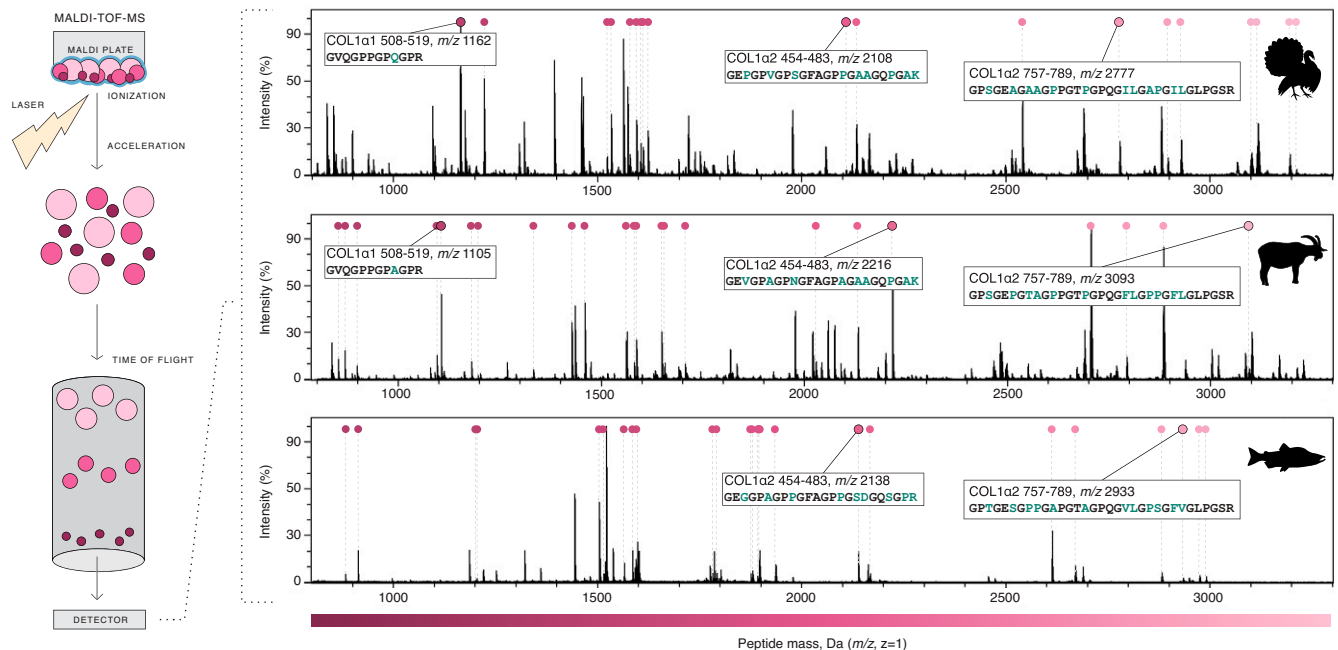 MALDI-TOF-MS
MALDI PLATE
IONIZATION
LASER
ACCELERATION
TIME OF FLIGHT
DETECTOR
Intensity (%)
90
50
30
0
COL1α1 508-519, m/z 1162
GVQGPPGPQGPR
COL1α2 454-483, m/z 2108
GEPGPVGPSGFAGPPGAAGQPGAK
COL1α2 757-789, m/z 2777
GPSGEAGAAGPPGTPGPQGILGAPGILGLPGSR
1000 1500 2000 2500 3000
Intensity (%)
90
50
30
0
COL1α1 508-519, m/z 1105
GVQGPPGPAGPR
COL1α2 454-483, m/z 2216
GEVGPAGPNGFAGPAGAAGQPGAK
COL1α2 757-789, m/z 3093
GPSGEPGTAGPPGTPGPQGFLGPPGFLGLPGSR
1000 1500 2000 2500 3000
Intensity (%)
90
50
30
0
COL1α2 454-483, m/z 2138
GEGGPAGPPGFAGPPGSDGQSGPR
COL1α2 757-789, m/z 2933
GPTGESGPPGAPGTAGPQGVLGPSGFVGLPGSR
1000 1500 2000 2500 3000
Peptide mass, Da (m/z, z=1)